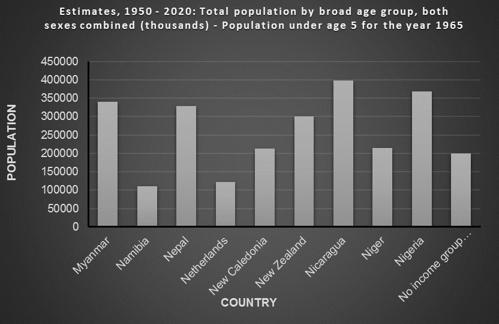 Estimates, 1950 - 2020: Total population by broad age group, both
sexes combined (thousands) - Population under age 5 for the year 1965
POPULATION
450000
400000
350000
300000
250000
200000
150000
100000
50000
0
Myanmar
Namibia
Nepal
Netherlands
New Caledonia
New Zealand
Nicaragua
Niger
Nigeria
No income group...
COUNTRY